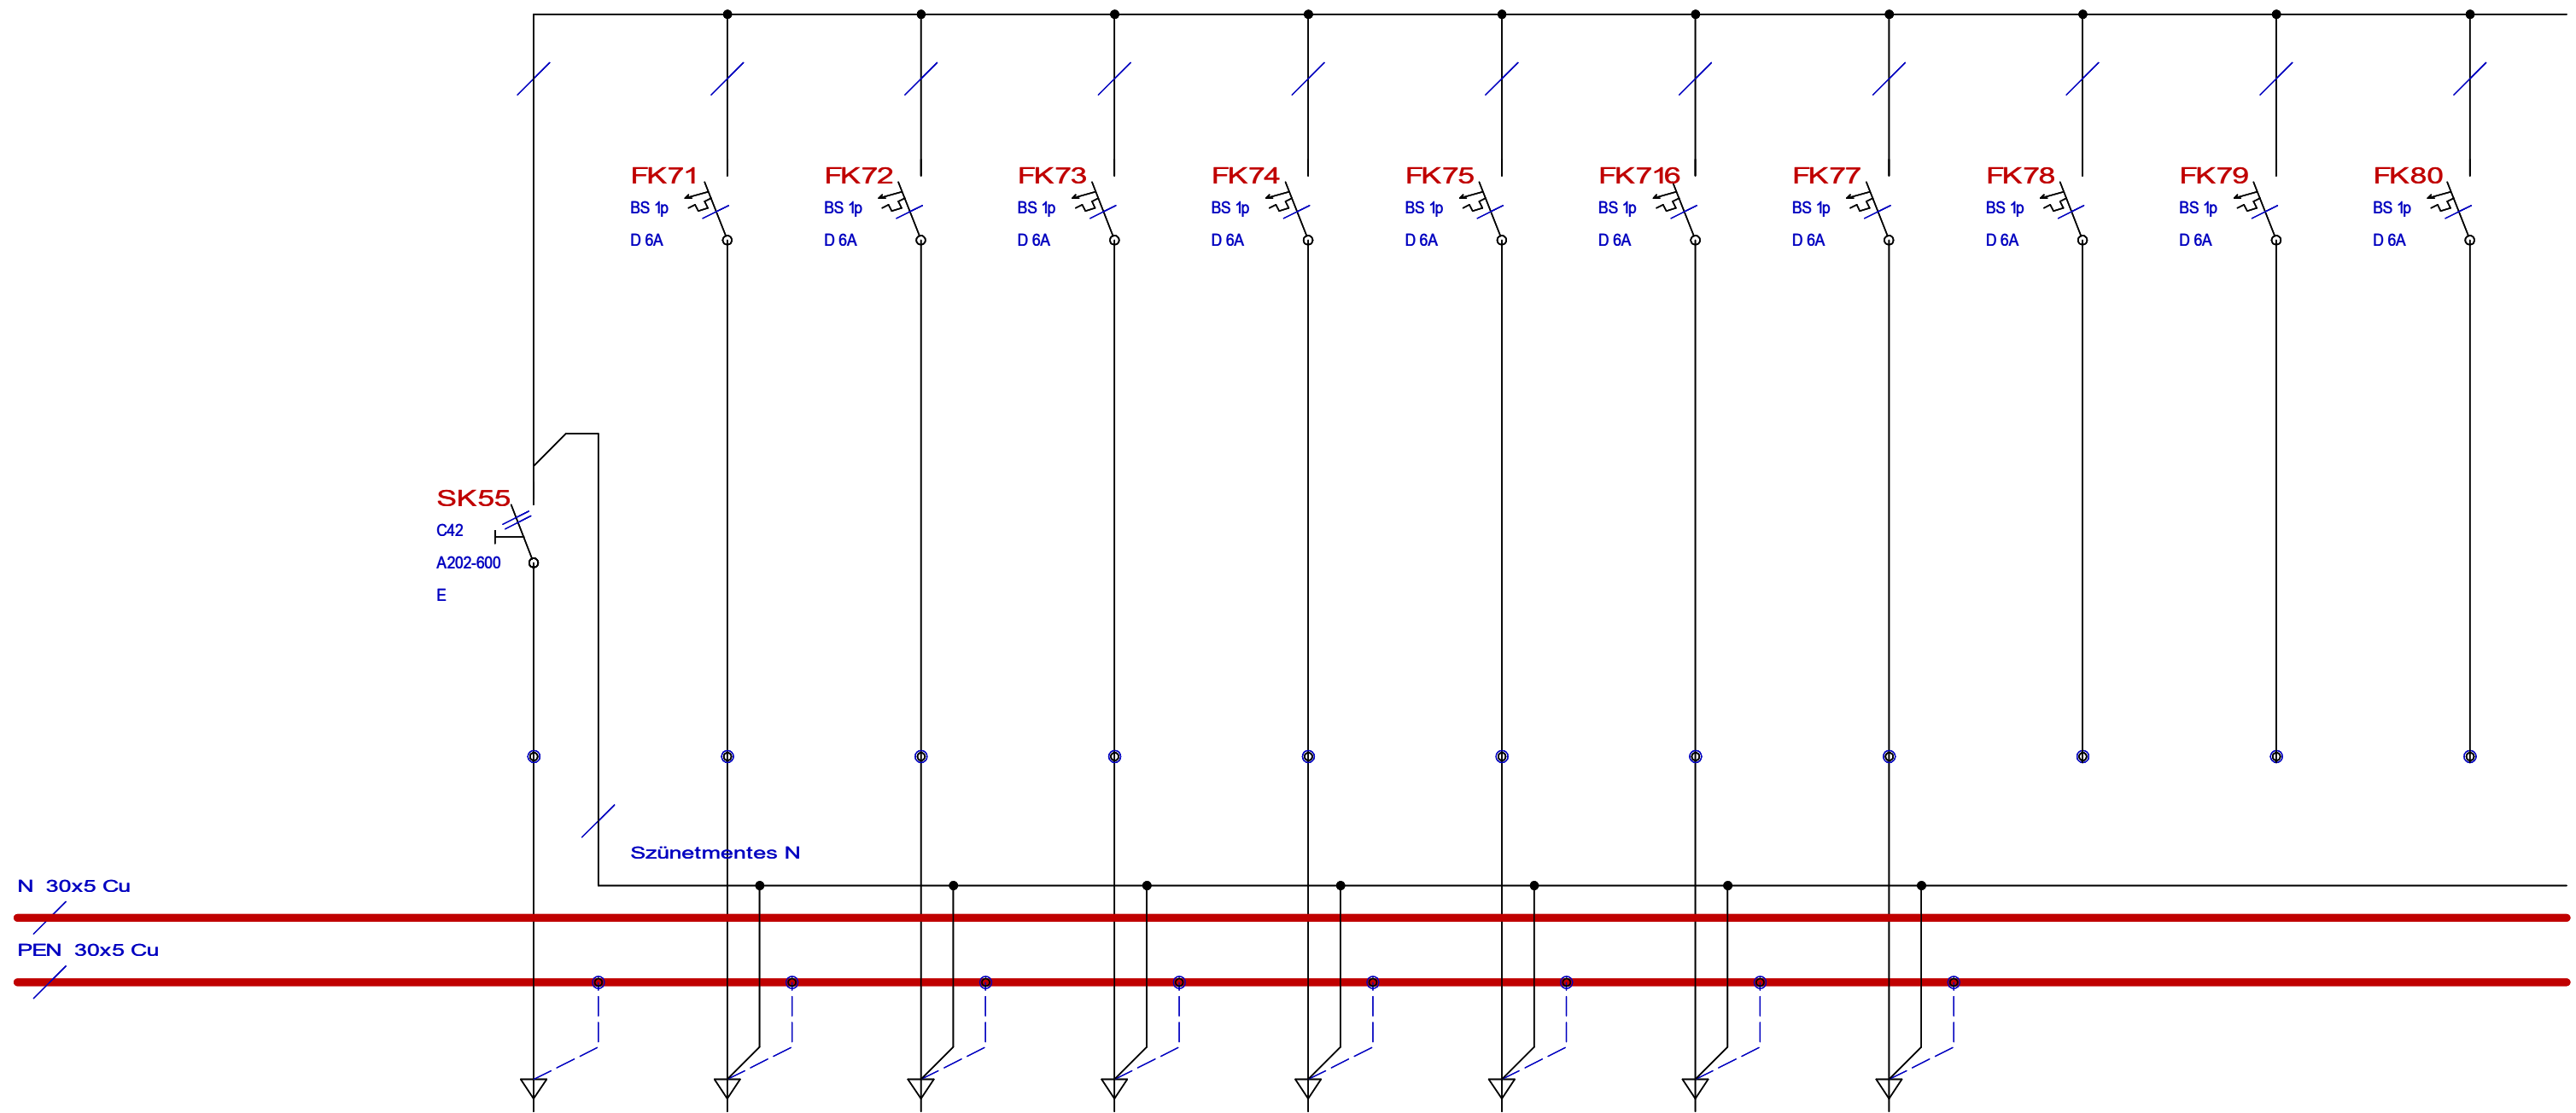 FK71
BS 1p
D 6A
FK72
BS 1p
D 6A
FK73
BS 1p
D 6A
FK74
BS 1p
D 6A
FK75
BS 1p
D 6A
FK716
BS 1p
D 6A
FK77
BS 1p
D 6A
FK78
BS 1p
D 6A
FK79
BS 1p
D 6A
FK80
BS 1p
D 6A
SK55
C42
A202-600
E
Szünetmentes N
N 30x5 Cu
PEN 30x5 Cu